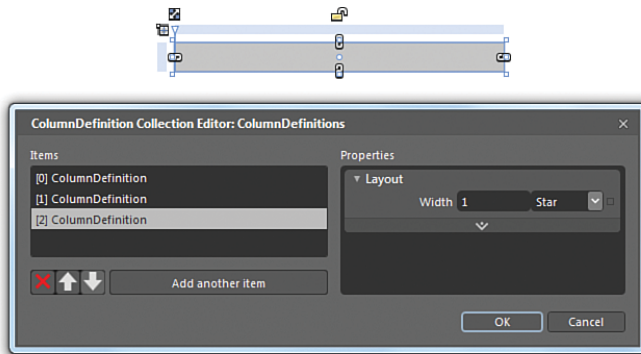 ColumnDefinition Collection Editor: ColumnDefinitions
Items
Properties
[0] ColumnDefinition
[1] ColumnDefinition
[2] ColumnDefinition
Layout
Width 1 Star
Add another item
OK Cancel